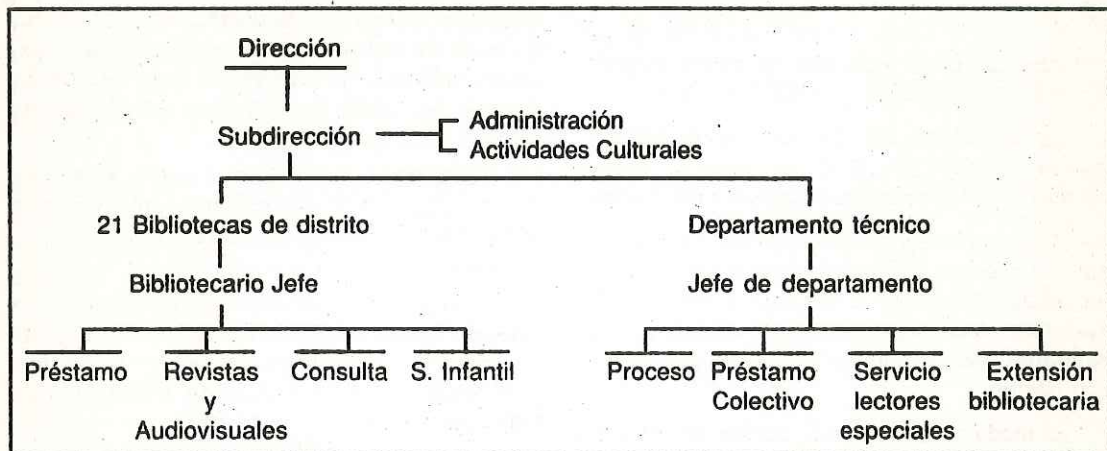 Dirección
Subdirección
Administración
Actividades Culturales
21 Bibliotecas de distrito
Departamento técnico
Bibliotecario Jefe
Jefe de departamento
Préstamo
Revistas
y
Audiovisuales
Consulta
S. Infantil
Proceso
Préstamo
Colectivo
Servicio
lectores
especiales
Extensión
bibliotecaria